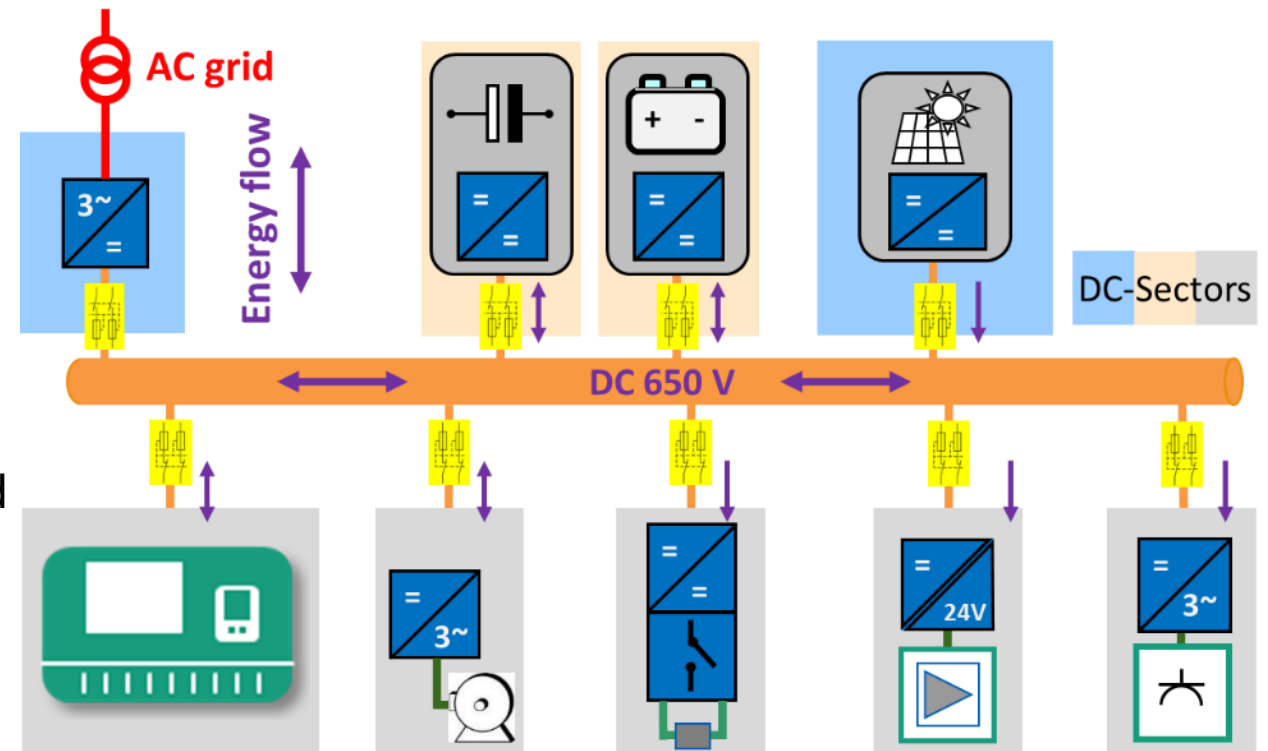 AC grid
Energy flow
3~
=
=
=
+ -
=
=
=
=
DC-Sectors
DC 650 V
d
=
3~
=
=
=
24V
=
3~